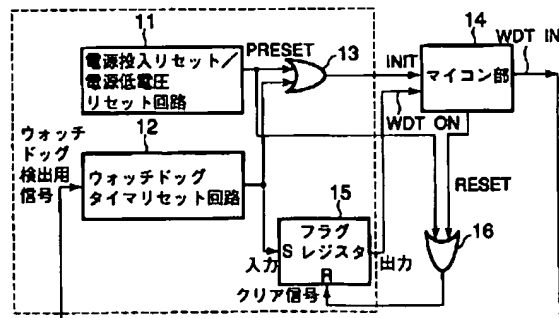 11
電源投入リセット／
電源低電圧
リセット回路
PRESET
13
INIT
14
マイコン部
WDT IN
WDT ON
ウォッチ
ドッグ
検出用
信号
12
ウォッチドッグ
タイマリセット回路
RESET
15
フラグ
S レジスタ
R
入力
出力
クリア信号
16